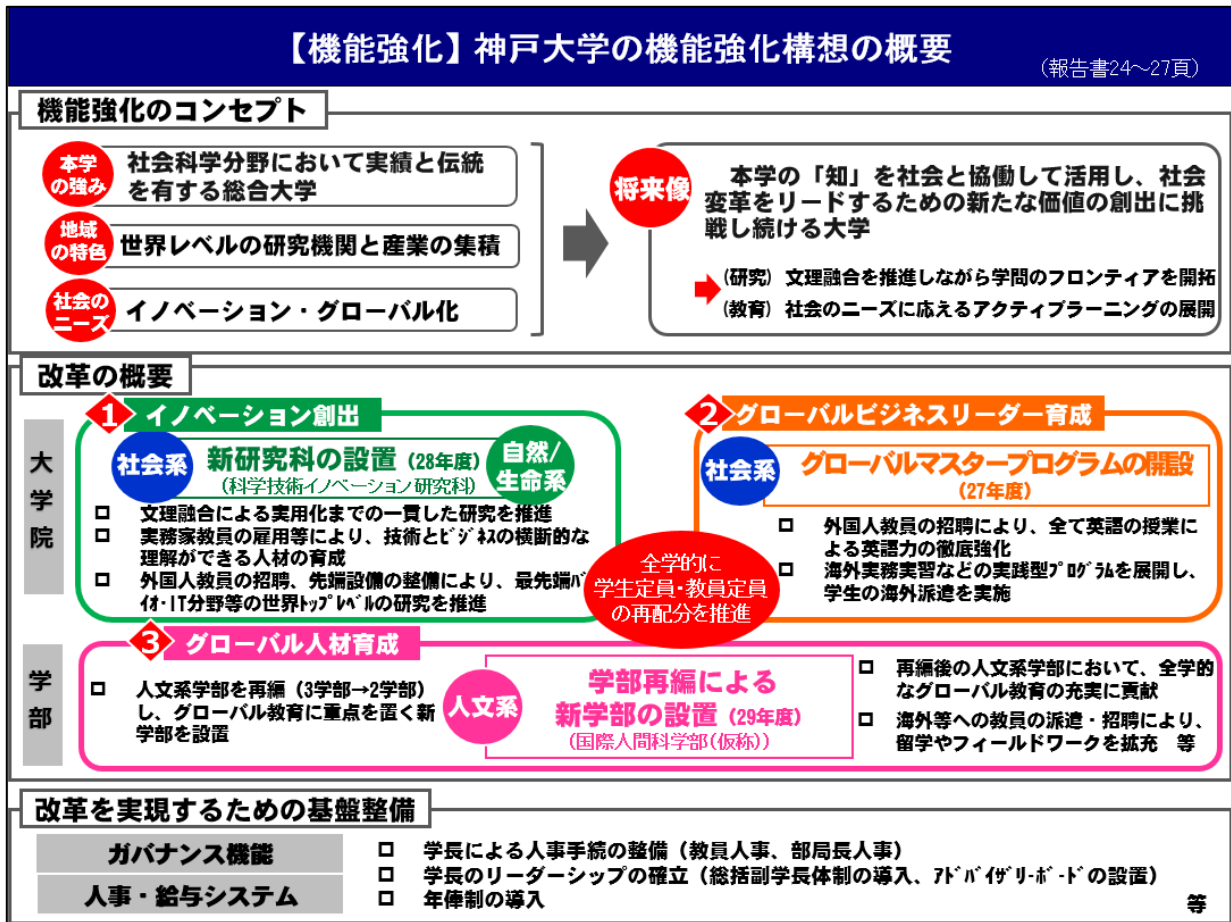 【機能強化】神戸大学の機能強化構想の概要
(報告書24～27頁)
機能強化のコンセプト
本学
の強み
社会科学分野において実績と伝統
を有する総合大学
地域
の特色
世界レベルの研究機関と産業の集積
社会の
ニーズ
イノベーション・グローバル化
将来像
本学の「知」を社会と協働して活用し、社会
変革をリードするための新たな価値の創出に挑
戦し続ける大学
(研究) 文理融合を推進しながら学問のフロンティアを開拓
(教育) 社会のニーズに応えるアクティブラーニングの展開
改革の概要
大学院
1 イノベーション創出
社会系
新研究科の設置（28年度）
(科学技術イノベーション研究科)
自然/
生命系
□ 文理融合による実用化までの一貫した研究を推進
□ 実務家教員の雇用等により、技術とﾋﾞｼﾞﾈｽの横断的な
理解ができる人材の育成
□ 外国人教員の招聘、先端設備の整備により、最先端ﾊﾞ
ｲｵ･IT分野等の世界ﾄｯﾌﾟﾚﾍﾞﾙの研究を推進
2 グローバルビジネスリーダー育成
社会系
グローバルマスタープログラムの開設
（27年度）
□ 外国人教員の招聘により、全て英語の授業に
よる英語力の徹底強化
□ 海外実務実習などの実践型ﾌﾟﾛｸﾞﾗﾑを展開し、
学生の海外派遣を実施
全学的に
学生定員・教員定員
の再配分を推進
学部
3 グローバル人材育成
□ 人文系学部を再編（3学部→2学部）
し、グローバル教育に重点を置く新
学部を設置
人文系
学部再編による
新学部の設置（29年度）
(国際人間科学部(仮称))
□ 再編後の人文系学部において、全学的
なグローバル教育の充実に貢献
□ 海外等への教員の派遣・招聘により、
留学やフィールドワークを拡充 等
改革を実現するための基盤整備
ガバナンス機能
人事・給与システム
□ 学長による人事手続の整備（教員人事、部局長人事）
□ 学長のリーダーシップの確立（総括副学長体制の導入、ｱﾄﾞﾊﾞｲｻﾞﾘｰﾎﾞｰﾄﾞの設置）
□ 年俸制の導入
等